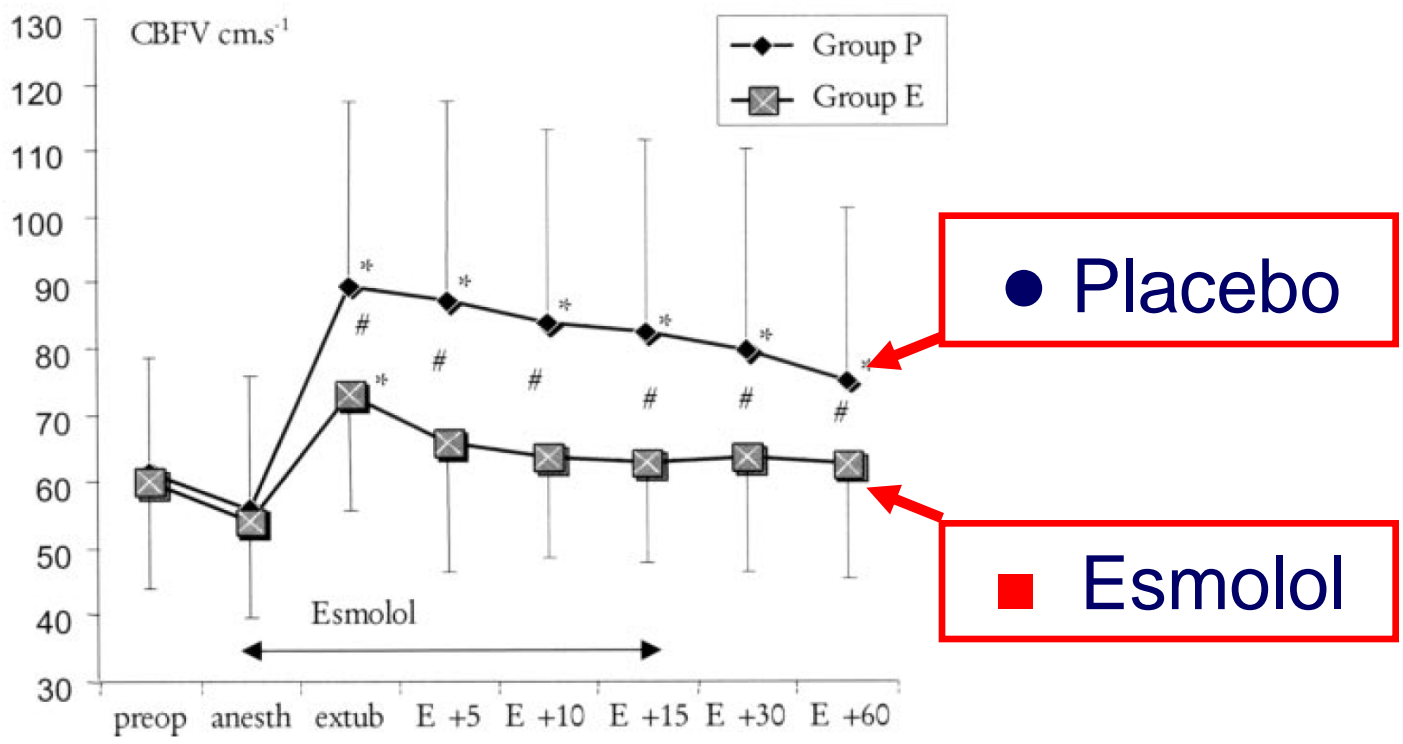 130
CBFV cm.s⁻¹
Group P
Group E
120
110
100
90
80
70
60
50
40
30
* * * * * *
# # # # # #
*
Esmolol
preop anesth extub E +5 E +10 E +15 E +30 E +60
● Placebo
■ Esmolol